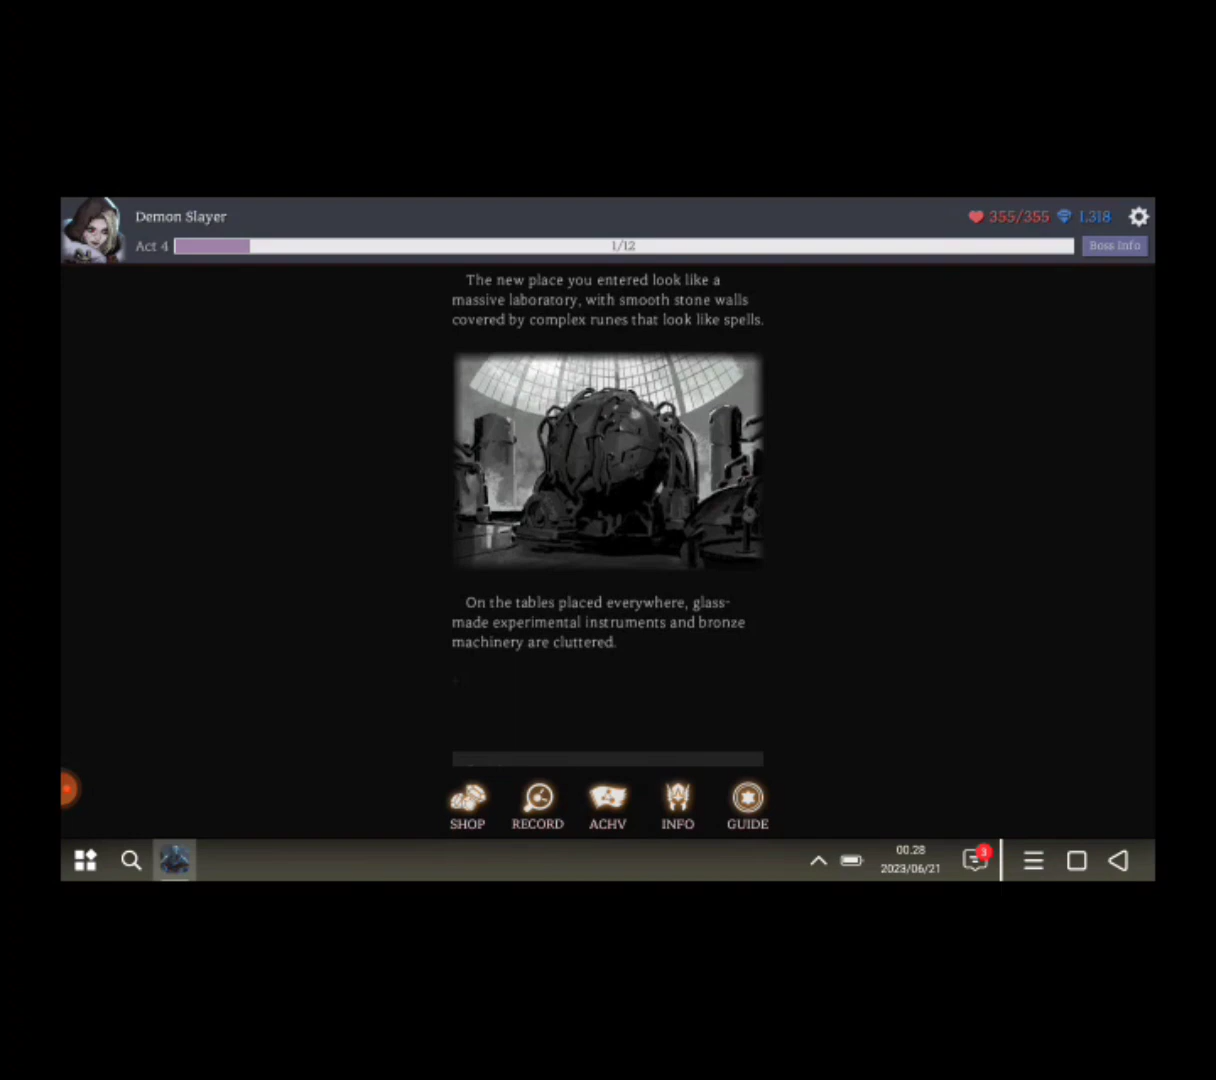 Demon Slayer
355/355
1,318
Act 4
1/12
Boss Info
The new place you entered look like a
massive laboratory, with smooth stone walls
covered by complex runes that look like spells.
On the tables placed everywhere, glass-
made experimental instruments and bronze
machinery are cluttered.
SHOP
RECORD
ACHV
INFO
GUIDE
00.28
2023/06/21
3